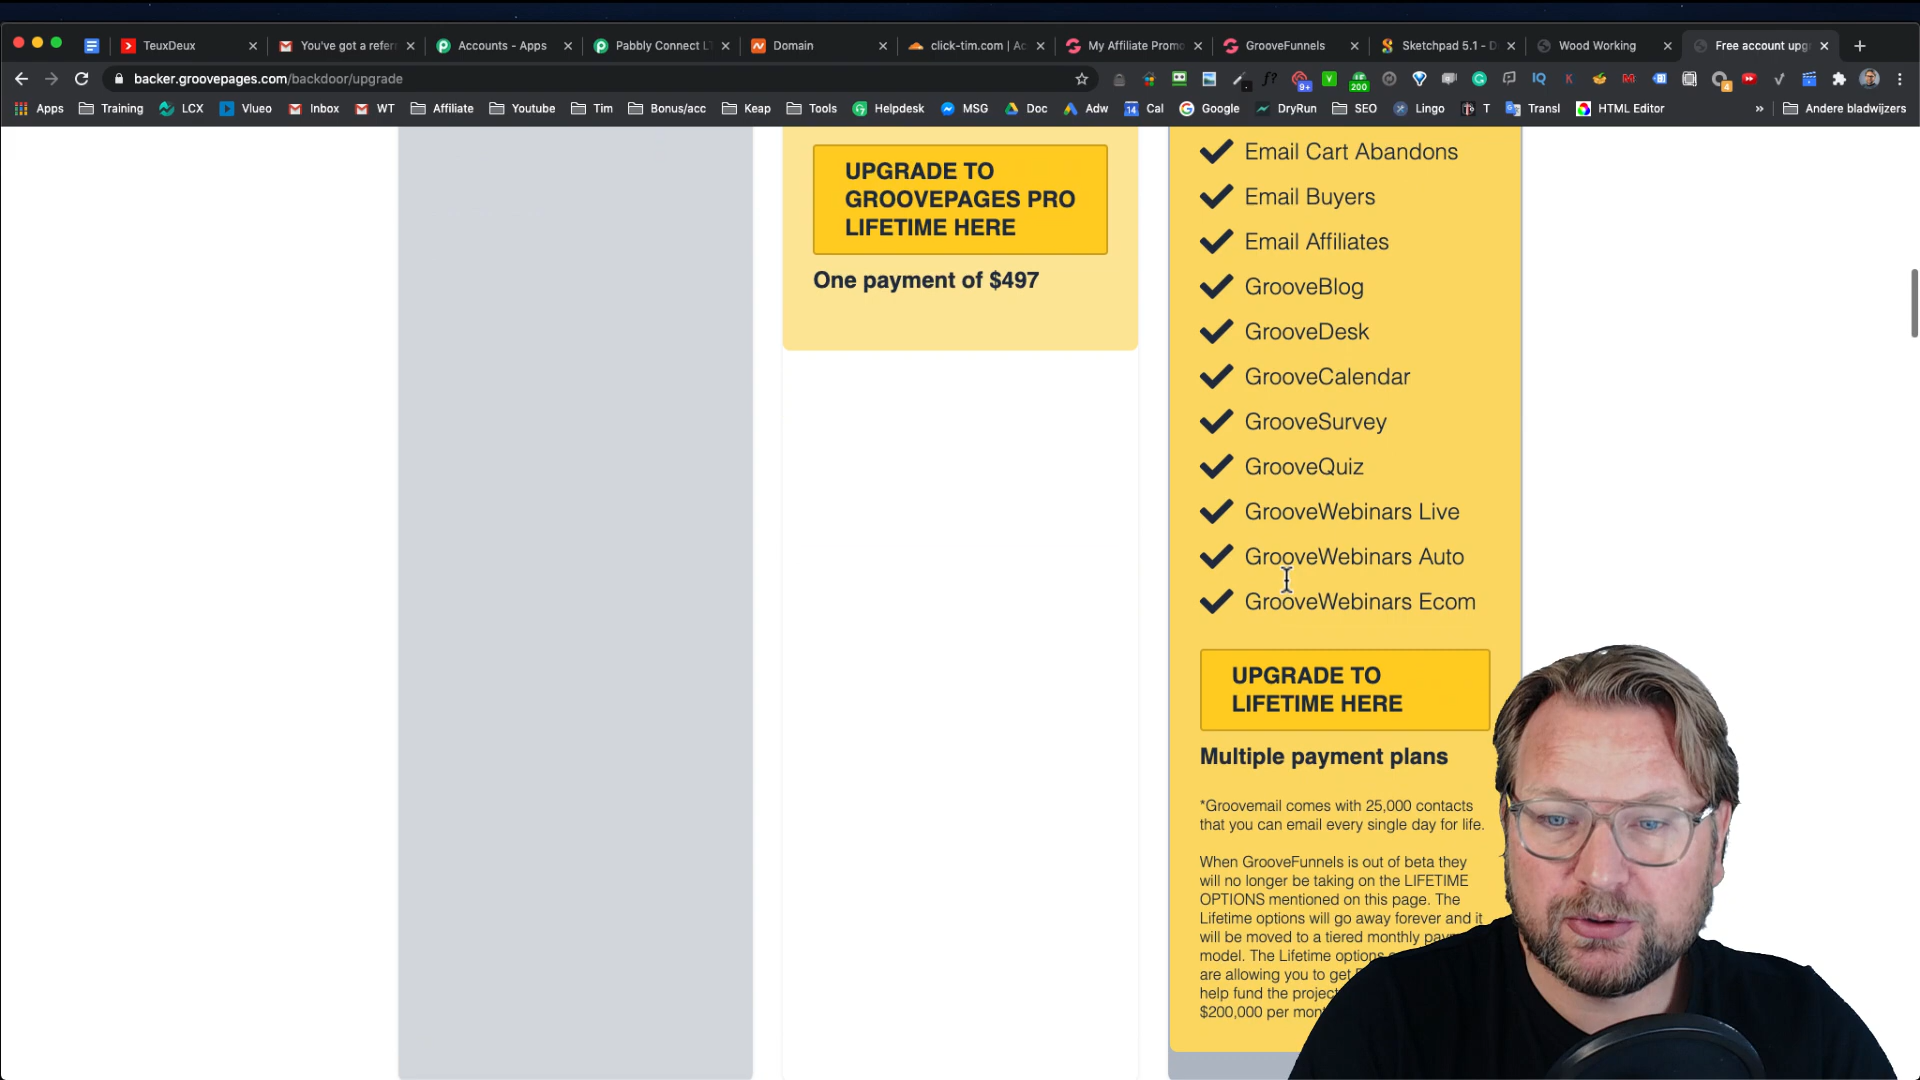 TeuxDeux
You've got a refer
Accounts - Apps
Pabbly Connect L
Domain
click-tim.com | Ac
My Affiliate Promo
GrooveFunnels
Sketchpad 5.1 - D
Wood Working
Free account upg
backer.groovepages.com/backdoor/upgrade
Apps
Training
LCX
Vlueo
Inbox
WT
Affiliate
Youtube
Tim
Bonus/acc
Keap
Tools
Helpdesk
MSG
Doc
Adw
Cal
Google
DryRun
SEO
Lingo
T
Transl
HTML Editor
»
Andere bladwijzers
UPGRADE TO
GROOVEPAGES PRO
LIFETIME HERE
One payment of $497
Email Cart Abandons
Email Buyers
Email Affiliates
GrooveBlog
GrooveDesk
GrooveCalendar
GrooveSurvey
GrooveQuiz
GrooveWebinars Live
GrooveWebinars Auto
GrooveWebinars Ecom
UPGRADE TO
LIFETIME HERE
Multiple payment plans
*Groovemail comes with 25,000 contacts
that you can email every single day for life.
When GrooveFunnels is out of beta they
will no longer be taking on the LIFETIME
OPTIONS mentioned on this page. The
Lifetime options will go away forever and it
will be moved to a tiered monthly pay
model. The Lifetime options
are allowing you to get
help fund the project
$200,000 per mon